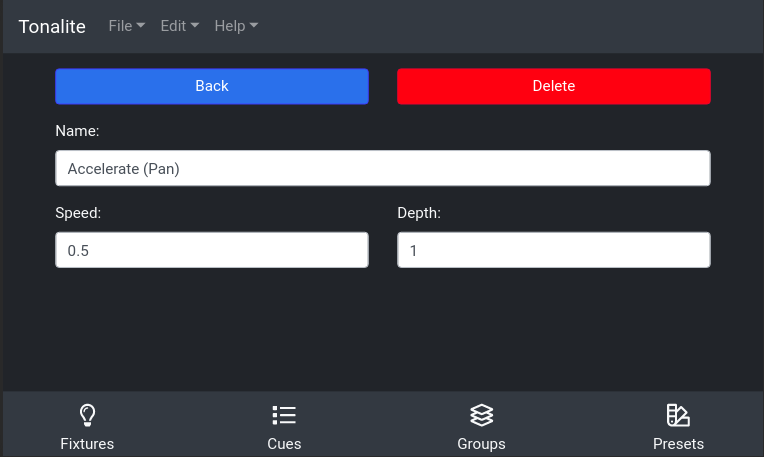 Tonalite File Edit Help
Back Delete
Name:
Accelerate (Pan)
Speed: Depth:
0.5 1
Fixtures Cues Groups Presets